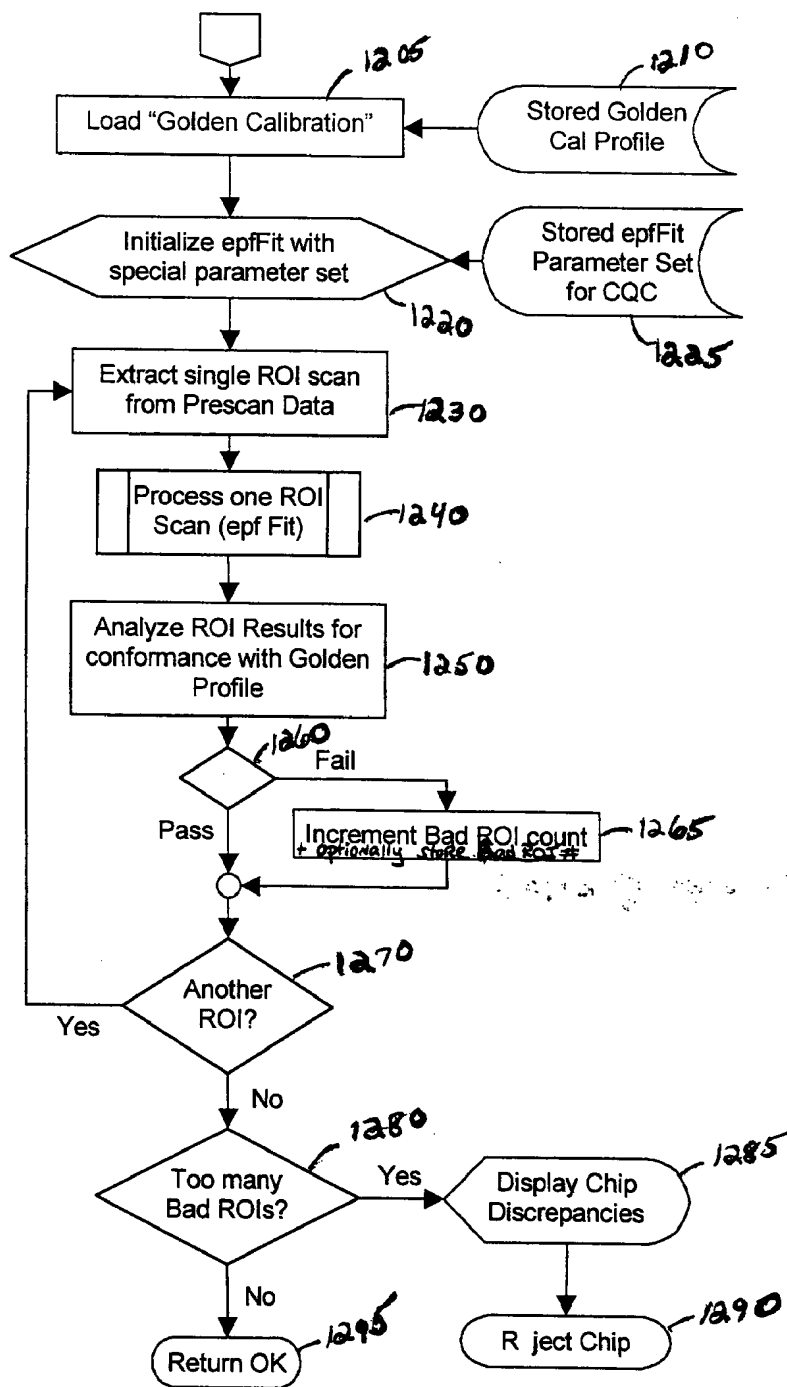 1205
1210
Load "Golden Calibration"
Stored Golden
Cal Profile
Initialize epfFit with
special parameter set
Stored epfFit
Parameter Set
for CQC
1220
1225
Extract single ROI scan
from Prescan Data
1230
Process one ROI
Scan (epf Fit)
1240
Analyze ROI Results for
conformance with Golden
Profile
1250
1260
Fail
Pass
Increment Bad ROI count
+ optionally store Bad ROI #
1265
1270
Another
ROI?
Yes
No
1280
Too many
Bad ROIs?
Yes
Display Chip
Discrepancies
1285
No
1295
Return OK
R ject Chip
1290